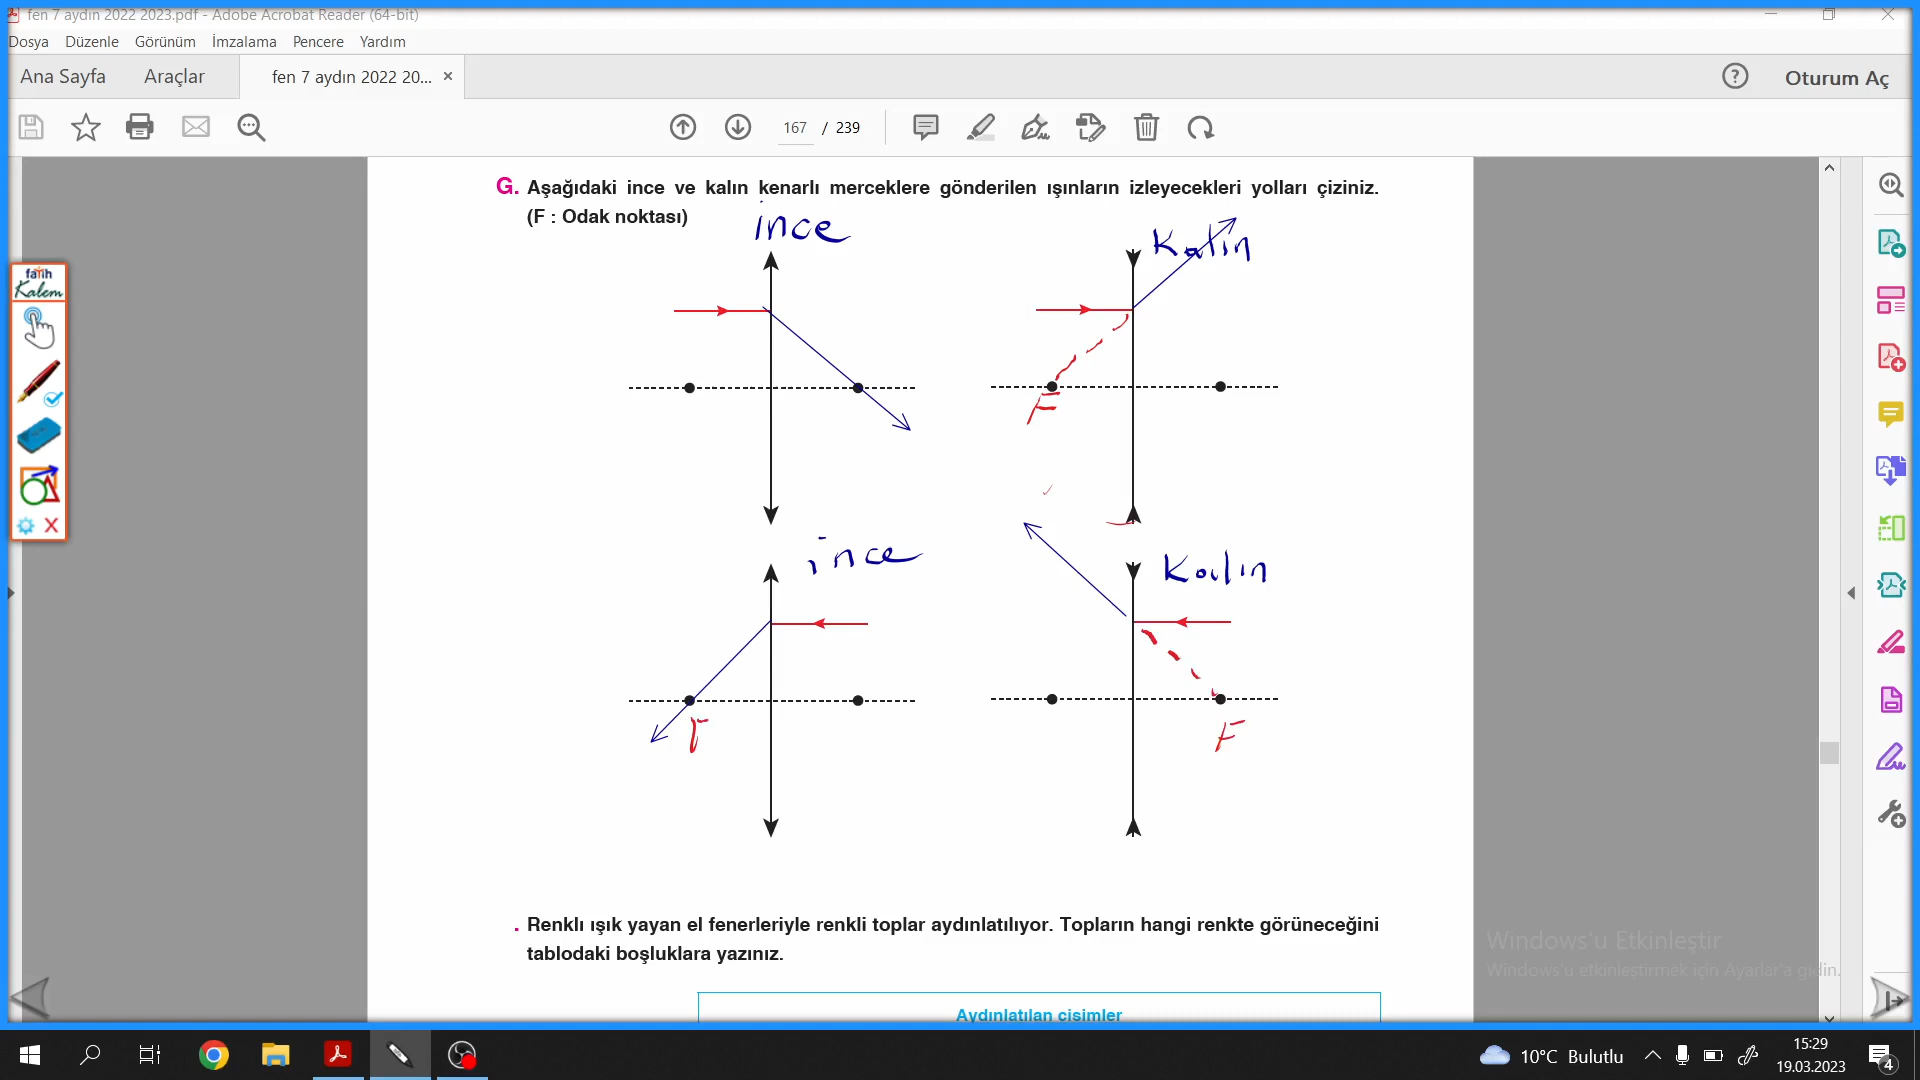 fen 7 aydın 2022 2023.pdf - Adobe Acrobat Reader (64-bit)
Dosya Düzenle Görünüm İmzalama Pencere Yardım
Ana Sayfa Araçlar fen 7 aydın 2022 20... × Oturum Aç
167 / 239
G. Aşağıdaki ince ve kalın kenarlı merceklere gönderilen ışınların izleyecekleri yolları çiziniz.
(F : Odak noktası)
ince Kalın
fatih
Kalem
F
ince Kalın
F
. Renkli ışık yayan el fenerleriyle renkli toplar aydınlatılıyor. Topların hangi renkte görüneceğini
tablodaki boşluklara yazınız.
Windows'u Etkinleştir
Windows'u etkinleştirmek için Ayarlar'a gidin.
Aydınlatılan cisimler
10°C Bulutlu
15:29
19.03.2023
4